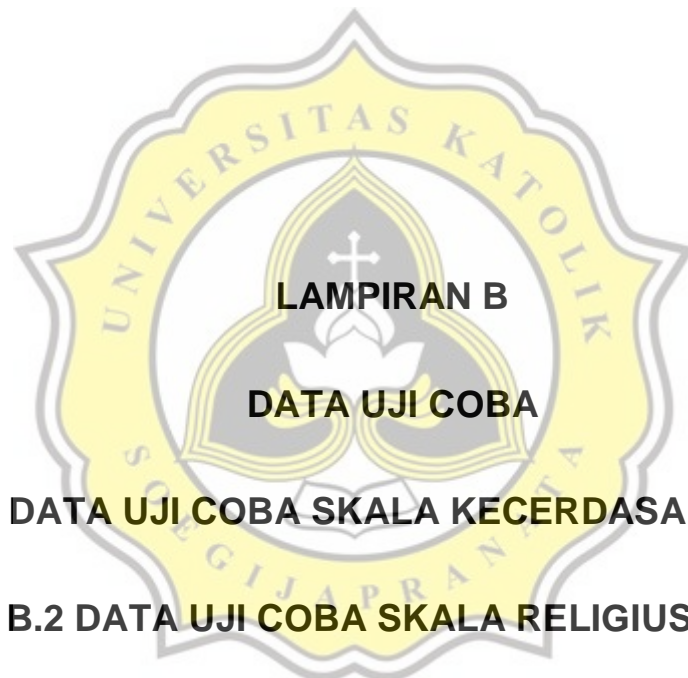 UNIVERSITAS KATOLIK
LAMPIRAN B
DATA UJI COBA
DATA UJI COBA SKALA KECERDASA
B.2 DATA UJI COBA SKALA RELIGIUS
SOEGIJAPRANATA